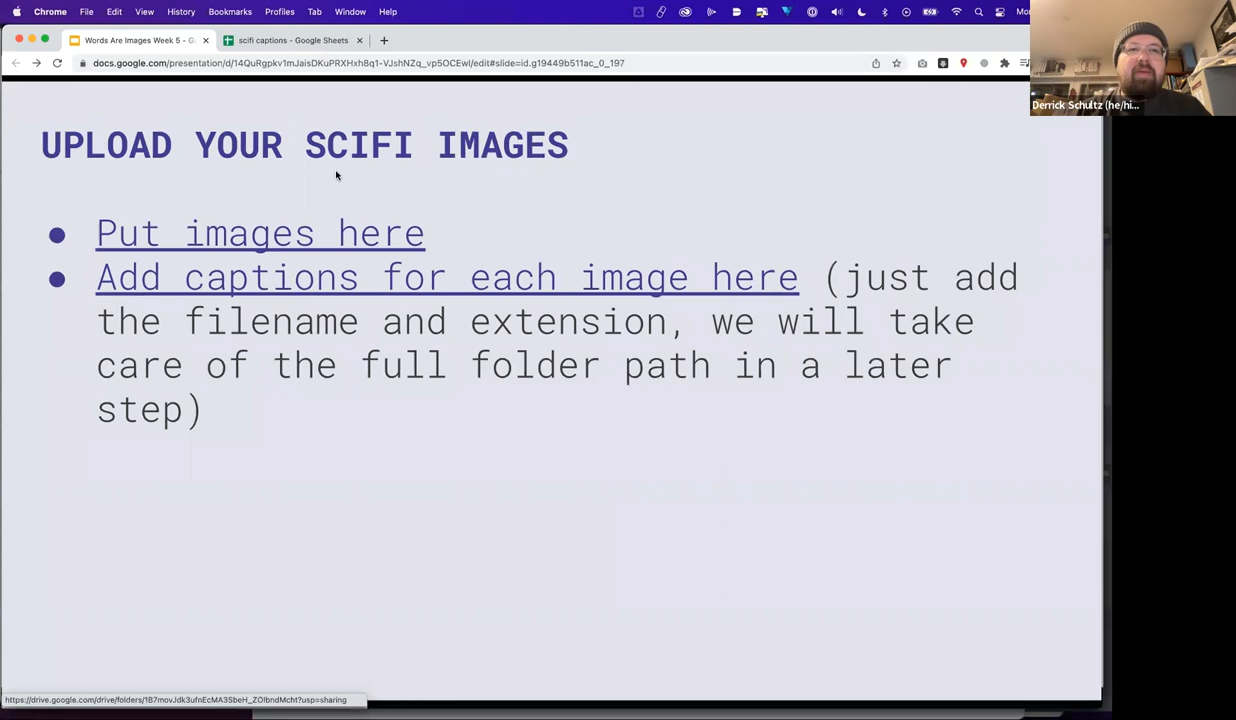 Chrome File Edit View History Bookmarks Profiles Tab Window Help
Words Are Images Week 5 - G
scifi captions - Google Sheets
docs.google.com/presentation/d/14QuRgpkv1mJaisDKuPRXHxh8q1-VJshNZq_vp5OCEwI/edit#slide=id.g19449b511ac_0_197
Derrick Schultz (he/hi...
UPLOAD YOUR SCIFI IMAGES
● Put images here
● Add captions for each image here (just add
the filename and extension, we will take
care of the full folder path in a later
step)
https://drive.google.com/drive/folders/1B7movJdk3ufnEcMA3SbeH_ZOlbndMcht?usp=sharing